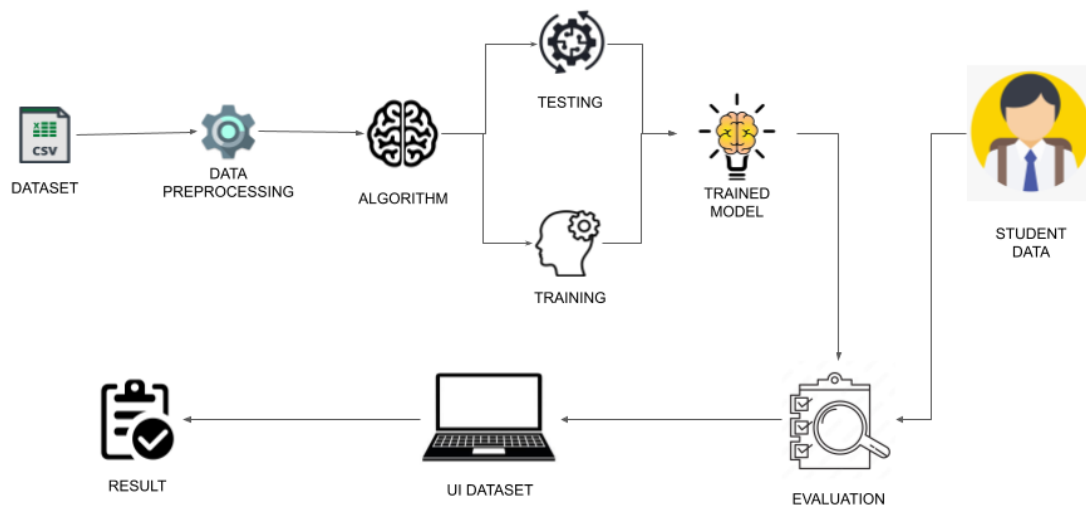 TESTING
CSV
DATASET
DATA
PREPROCESSING
ALGORITHM
TRAINED
MODEL
STUDENT
DATA
TRAINING
RESULT
UI DATASET
EVALUATION